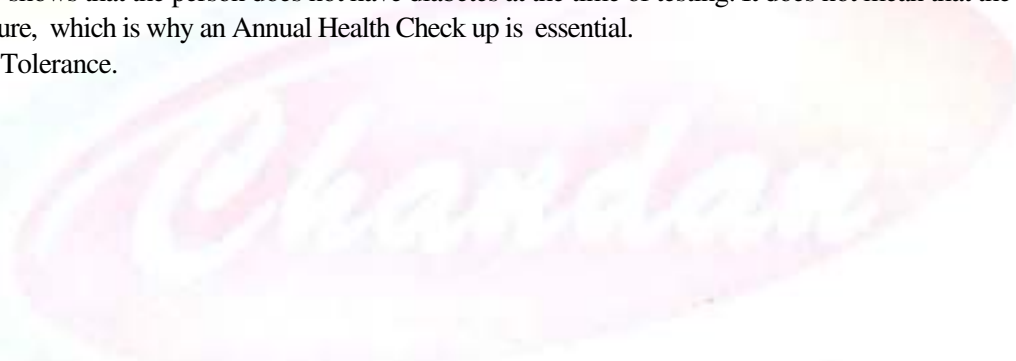 shows that the person does not have diabetes at the time of testing. It does not mean that the
ure, which is why an Annual Health Check up is essential.
Tolerance.
Chandan